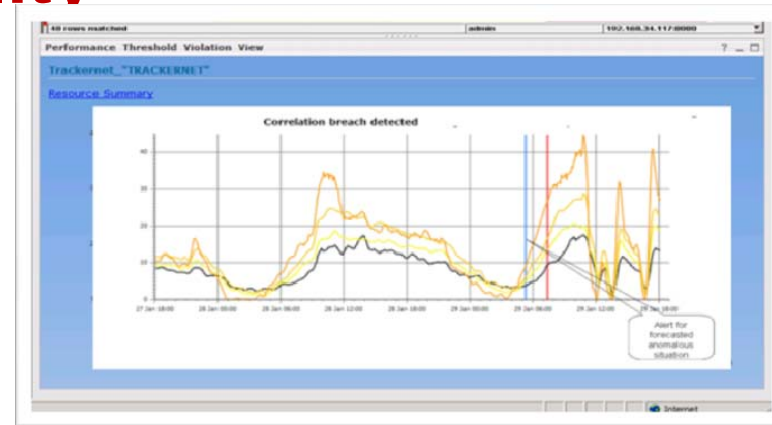 40 rows matched admin 192.168.34.117:8080
Performance Threshold Violation View ? _
Trackernet_"TRACKERNET"
Resource Summary
Correlation breach detected
40
30
20
10
0
27 Jan 18:00 28 Jan 00:00 28 Jan 06:00 28 Jan 12:00 28 Jan 18:00 29 Jan 00:00 29 Jan 06:00 29 Jan 12:00 29 Jan 18:00
Alert for
forecasted
anomalous
situation
Internet